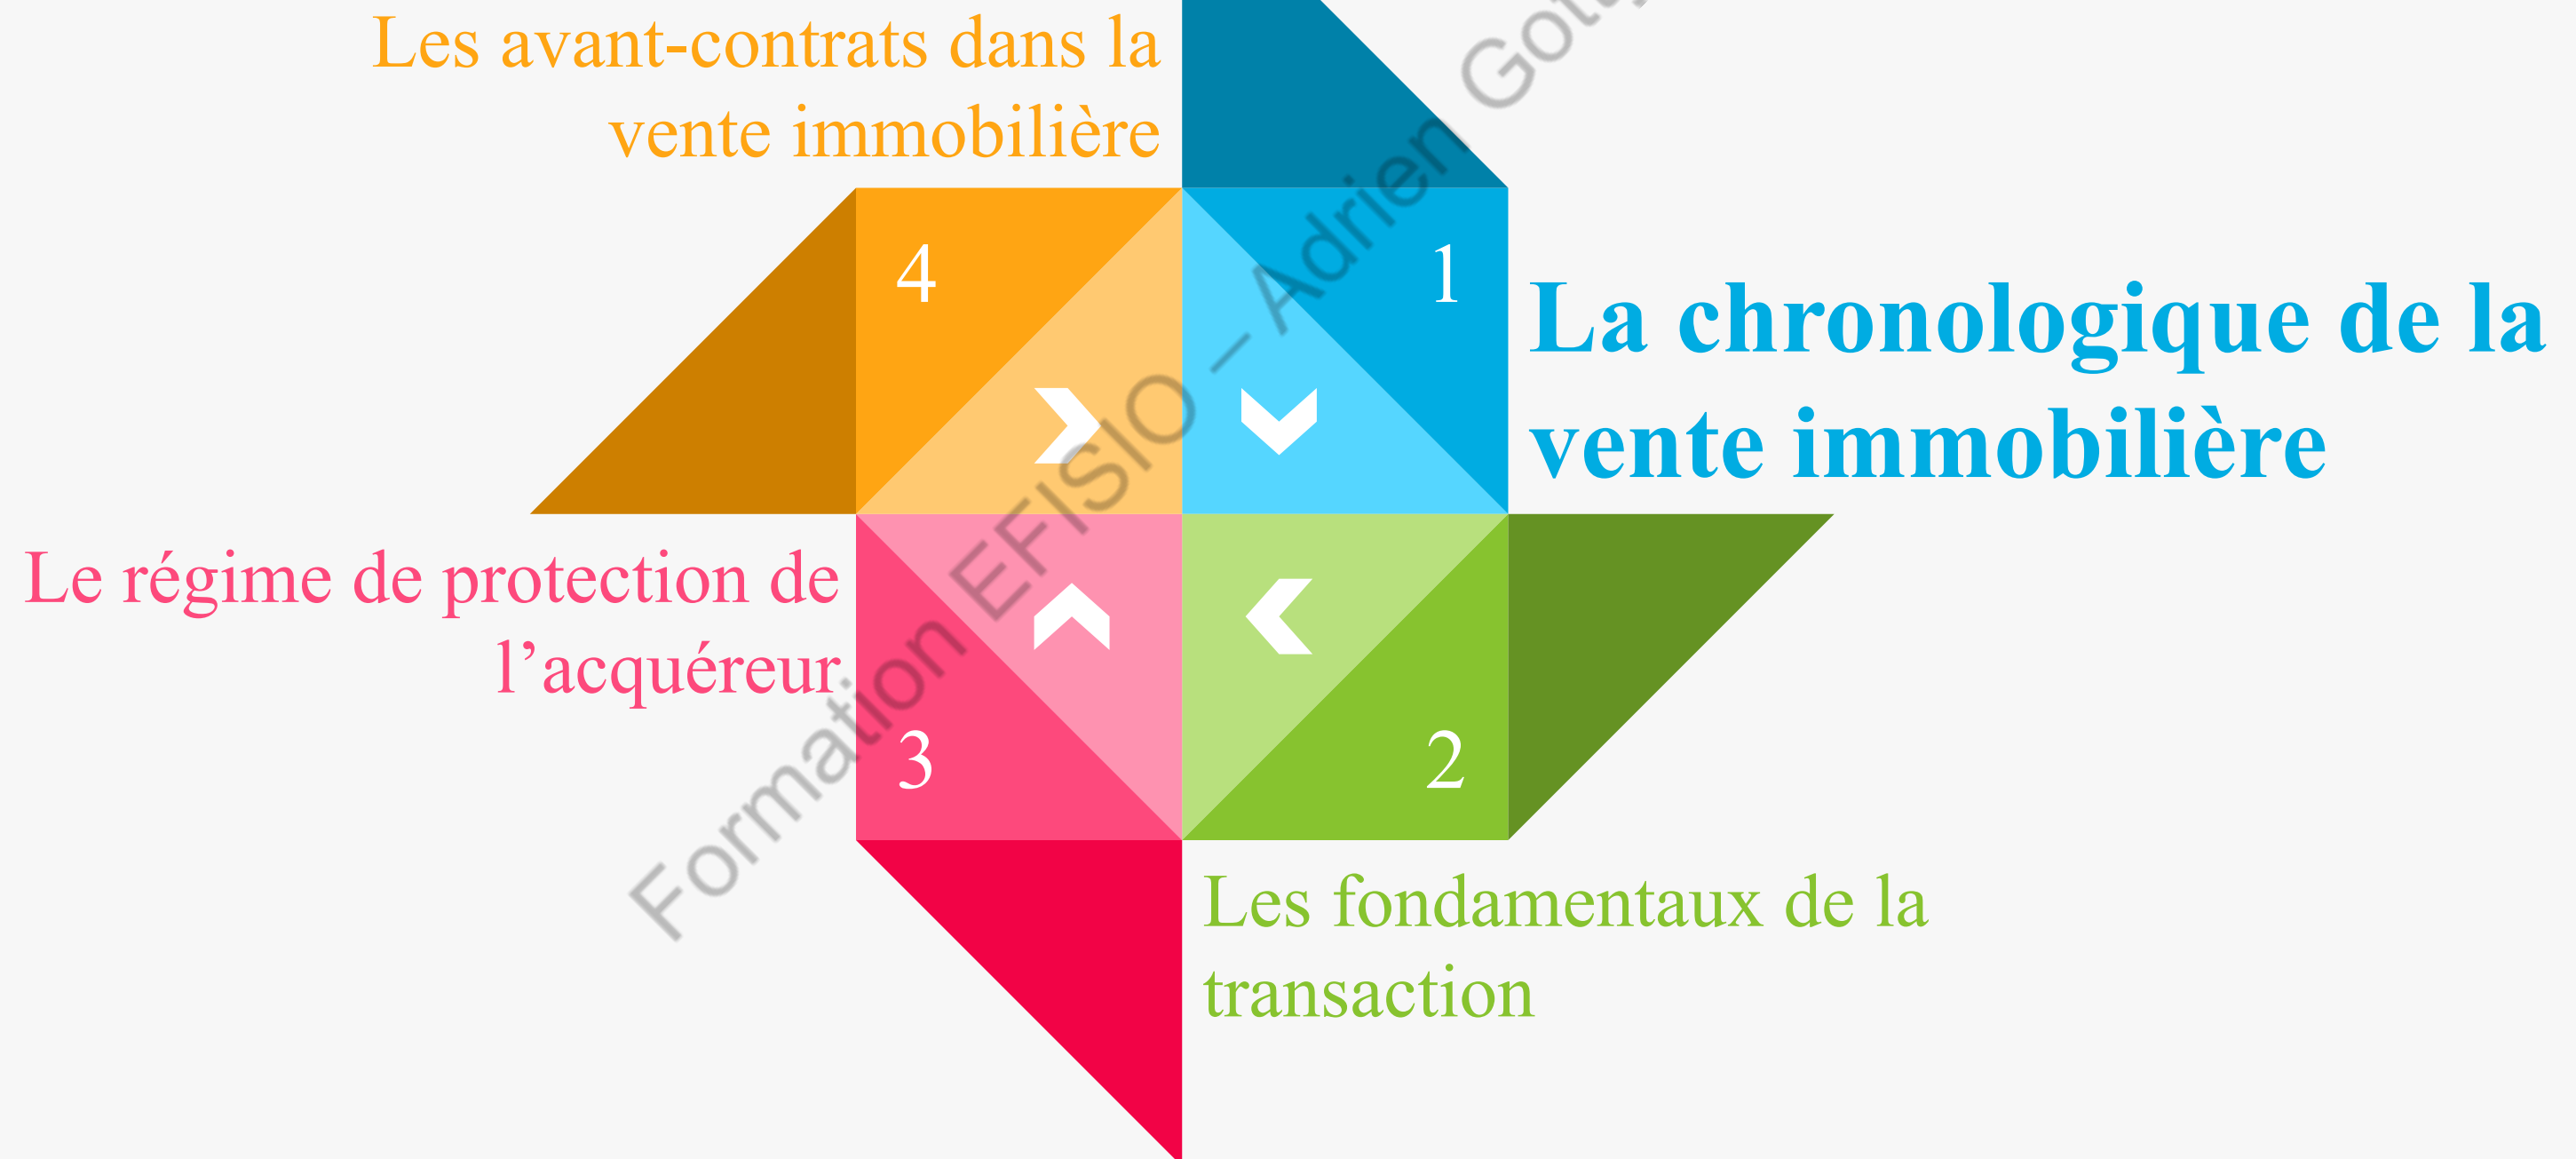 Les avant-contrats dans la
vente immobilière
4
1
La chronologique de la
vente immobilière
Le régime de protection de
l’acquéreur
3
2
Les fondamentaux de la
transaction
Formation EFISIO – Adrien